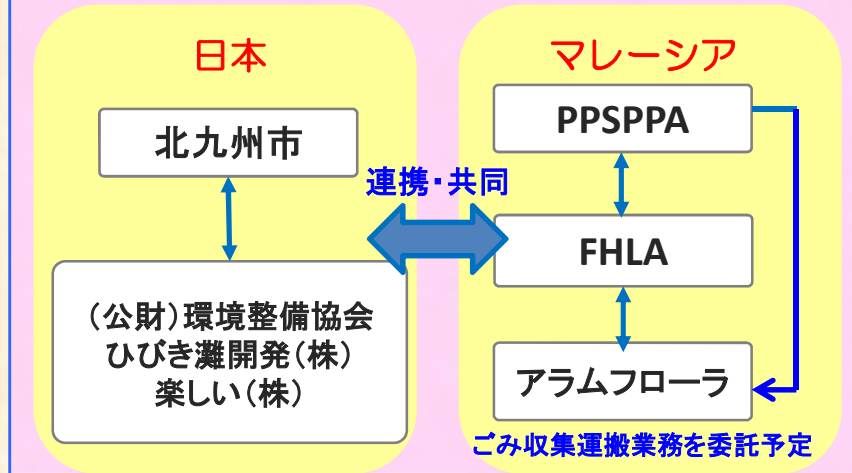 日本
北九州市
(公財)環境整備協会
ひびき灘開発(株)
楽しい(株)
連携・共同
マレーシア
PPSPPA
FHLA
アラムフローラ
ごみ収集運搬業務を委託予定